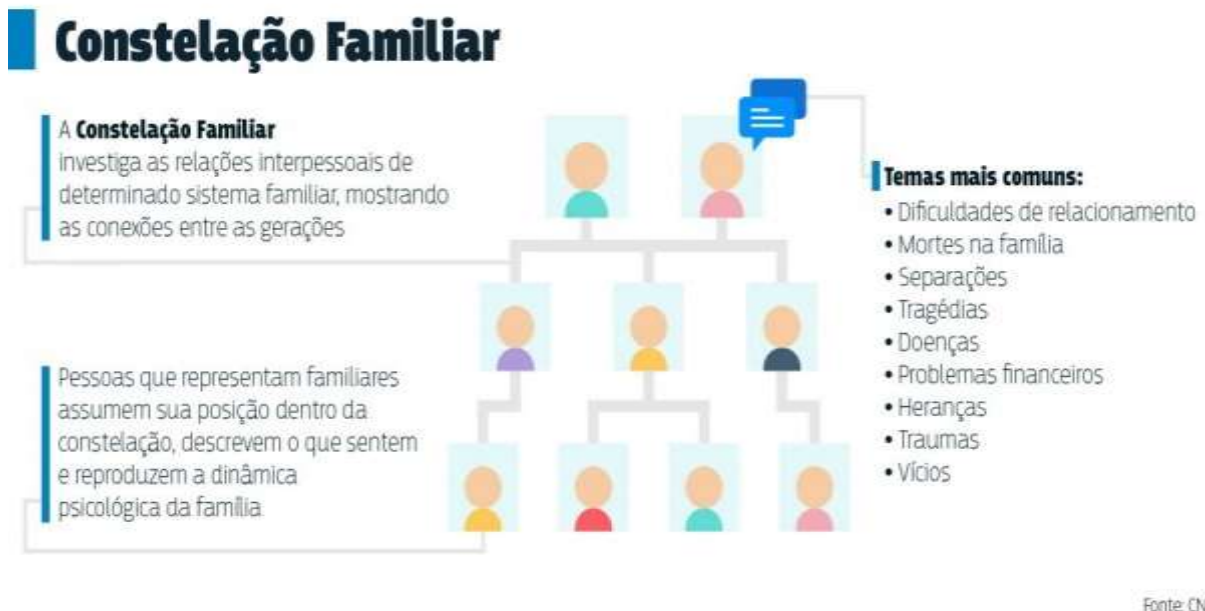 Constelação Familiar
A Constelação Familiar
investiga as relações interpessoais de
determinado sistema familiar, mostrando
as conexões entre as gerações
Pessoas que representam familiares
assumem sua posição dentro da
constelação, descrevem o que sentem
e reproduzem a dinâmica
psicológica da família
Temas mais comuns:
• Dificuldades de relacionamento
• Mortes na família
• Separações
• Tragédias
• Doenças
• Problemas financeiros
• Heranças
• Traumas
• Vícios
Fonte: CN